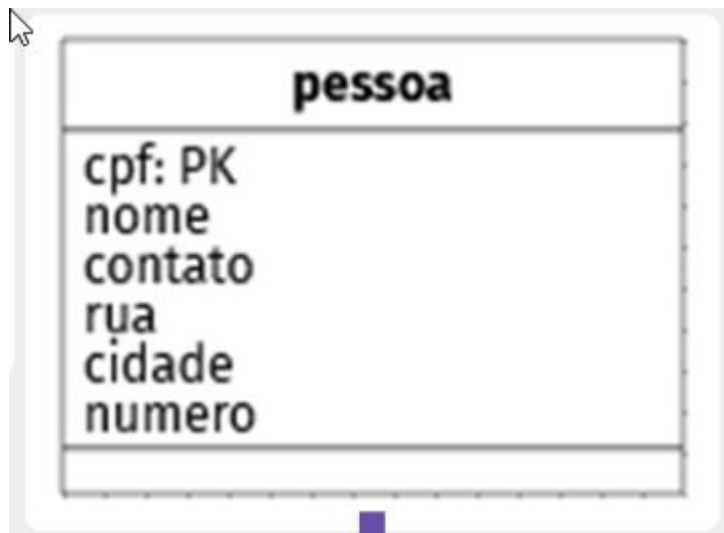 pessoa
cpf: PK
nome
contato
rua
cidade
numero